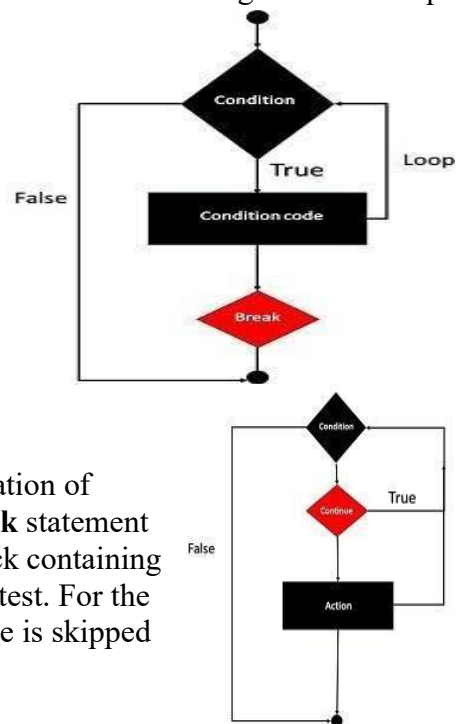 Condition
True
Loop
False
Condition code
Break
Condition
ation of
Continue
True
k statement
False
ck containing
test. For the
Action
e is skipped